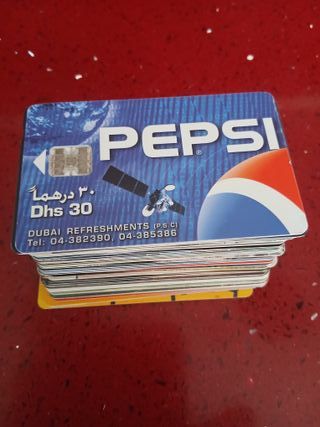 PEPSI
®
٣٠ درهماً
Dhs 30
DUBAI REFRESHMENTS (P.S.C)
Tel: 04-382390, 04-385386